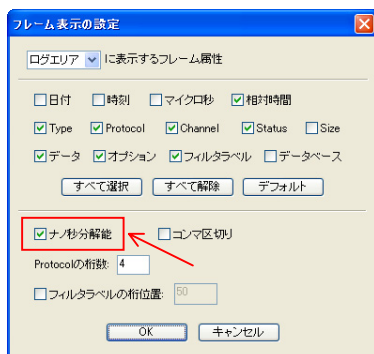 フレーム表示の設定
ログエリア に表示するフレーム属性
日付 時刻 マイクロ秒 相対時間
Type Protocol Channel Status Size
データ オプション フィルタラベル データベース
すべて選択 すべて解除 デフォルト
ナノ秒分解能 コンマ区切り
Protocolの桁数: 4
フィルタラベルの桁位置: 50
OK キャンセル